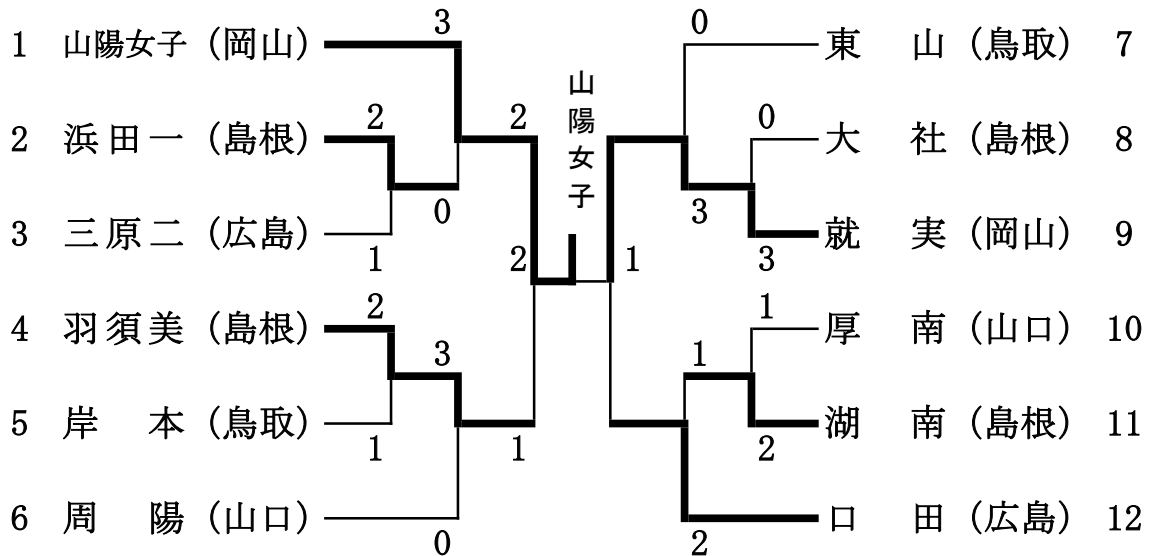 1 山陽女子 (岡山)
2 浜田一 (島根)
3 三原二 (広島)
4 羽須美 (島根)
5 岸本 (鳥取)
6 周陽 (山口)
3
2
0
1
2
3
1
0
2
2
1
山陽女子
1
0
0
3
3
1
1
2
2
東山 (鳥取) 7
大社 (島根) 8
就実 (岡山) 9
厚南 (山口) 10
湖南 (島根) 11
口田 (広島) 12